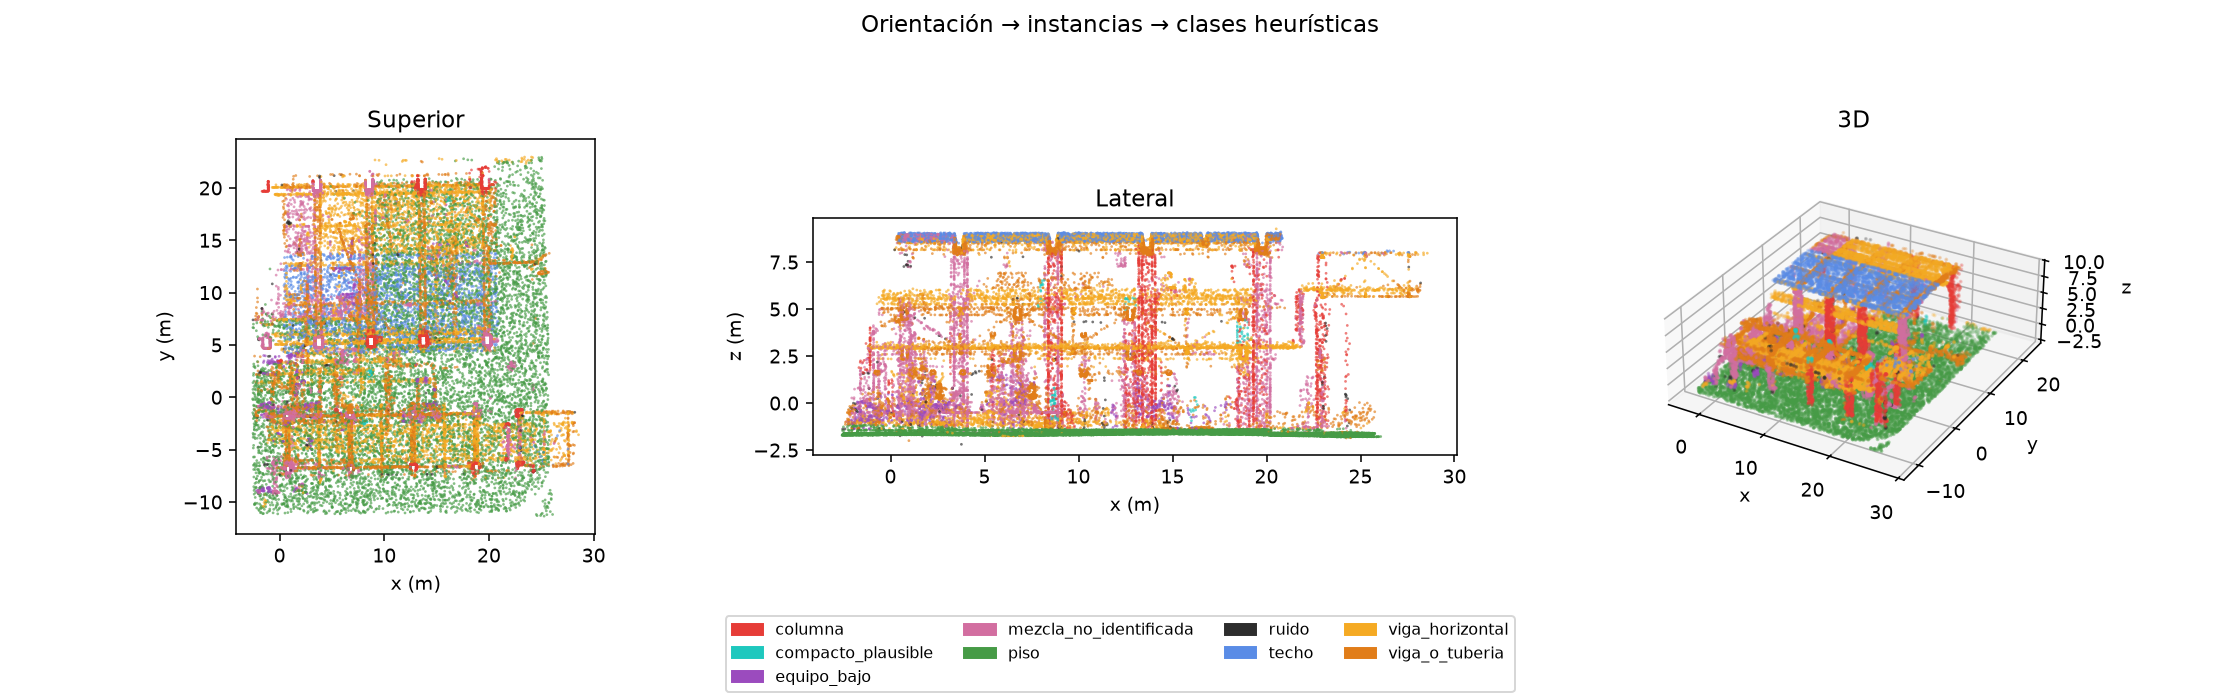 Orientación → instancias → clases heurísticas
Superior
20
15
10
5
0
−5
−10
y (m)
0
10
20
30
x (m)
Lateral
7.5
5.0
2.5
0.0
−2.5
z (m)
0
5
10
15
20
25
30
x (m)
3D
10.0
7.5
5.0
2.5
0.0
−2.5
z
20
10
0
−10
y
0
10
20
30
x
columna
compacto_plausible
equipo_bajo
mezcla_no_identificada
piso
ruido
techo
viga_horizontal
viga_o_tuberia